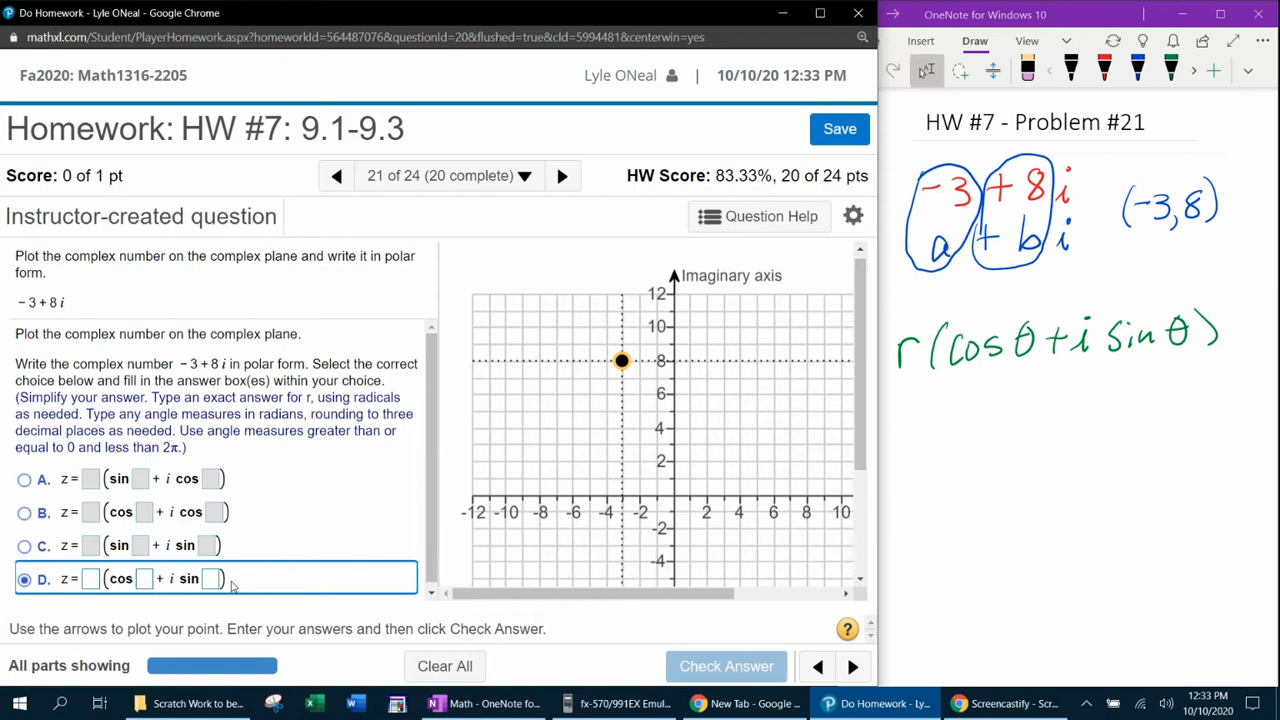 Do Homework - Lyle ONeal - Google Chrome
mathxl.com/Student/PlayerHomework.aspx?homeworkId=564487076&questionId=20&flushed=true&cId=5994481&centerwin=yes
Fa2020: Math1316-2205
Lyle ONeal
10/10/20 12:33 PM
Homework: HW #7: 9.1-9.3
Save
Score: 0 of 1 pt
21 of 24 (20 complete)
HW Score: 83.33%, 20 of 24 pts
Instructor-created question
Question Help
Plot the complex number on the complex plane and write it in polar
form.
− 3 + 8 i
Plot the complex number on the complex plane.
Write the complex number − 3 + 8 i in polar form. Select the correct
choice below and fill in the answer box(es) within your choice.
(Simplify your answer. Type an exact answer for r, using radicals
as needed. Type any angle measures in radians, rounding to three
decimal places as needed. Use angle measures greater than or
equal to 0 and less than 2π.)
A. z = (sin + i cos )
B. z = (cos + i cos )
C. z = (sin + i sin )
D. z = (cos + i sin )
Imaginary axis
12
10
8
6
4
2
-12 -10 -8 -6 -4 -2 2 4 6 8 10
-2
-4
Use the arrows to plot your point. Enter your answers and then click Check Answer.
?
All parts showing
Clear All
Check Answer
OneNote for Windows 10
Insert
Draw
View
HW #7 - Problem #21
-3 + 8i (-3,8)
a + bi
r(cos θ + i sin θ)
Scratch Work to be...
Math - OneNote fo...
fx-570/991EX Emul...
New Tab - Google ...
Do Homework - Lyl...
Screencastify - Scr...
12:33 PM
10/10/2020